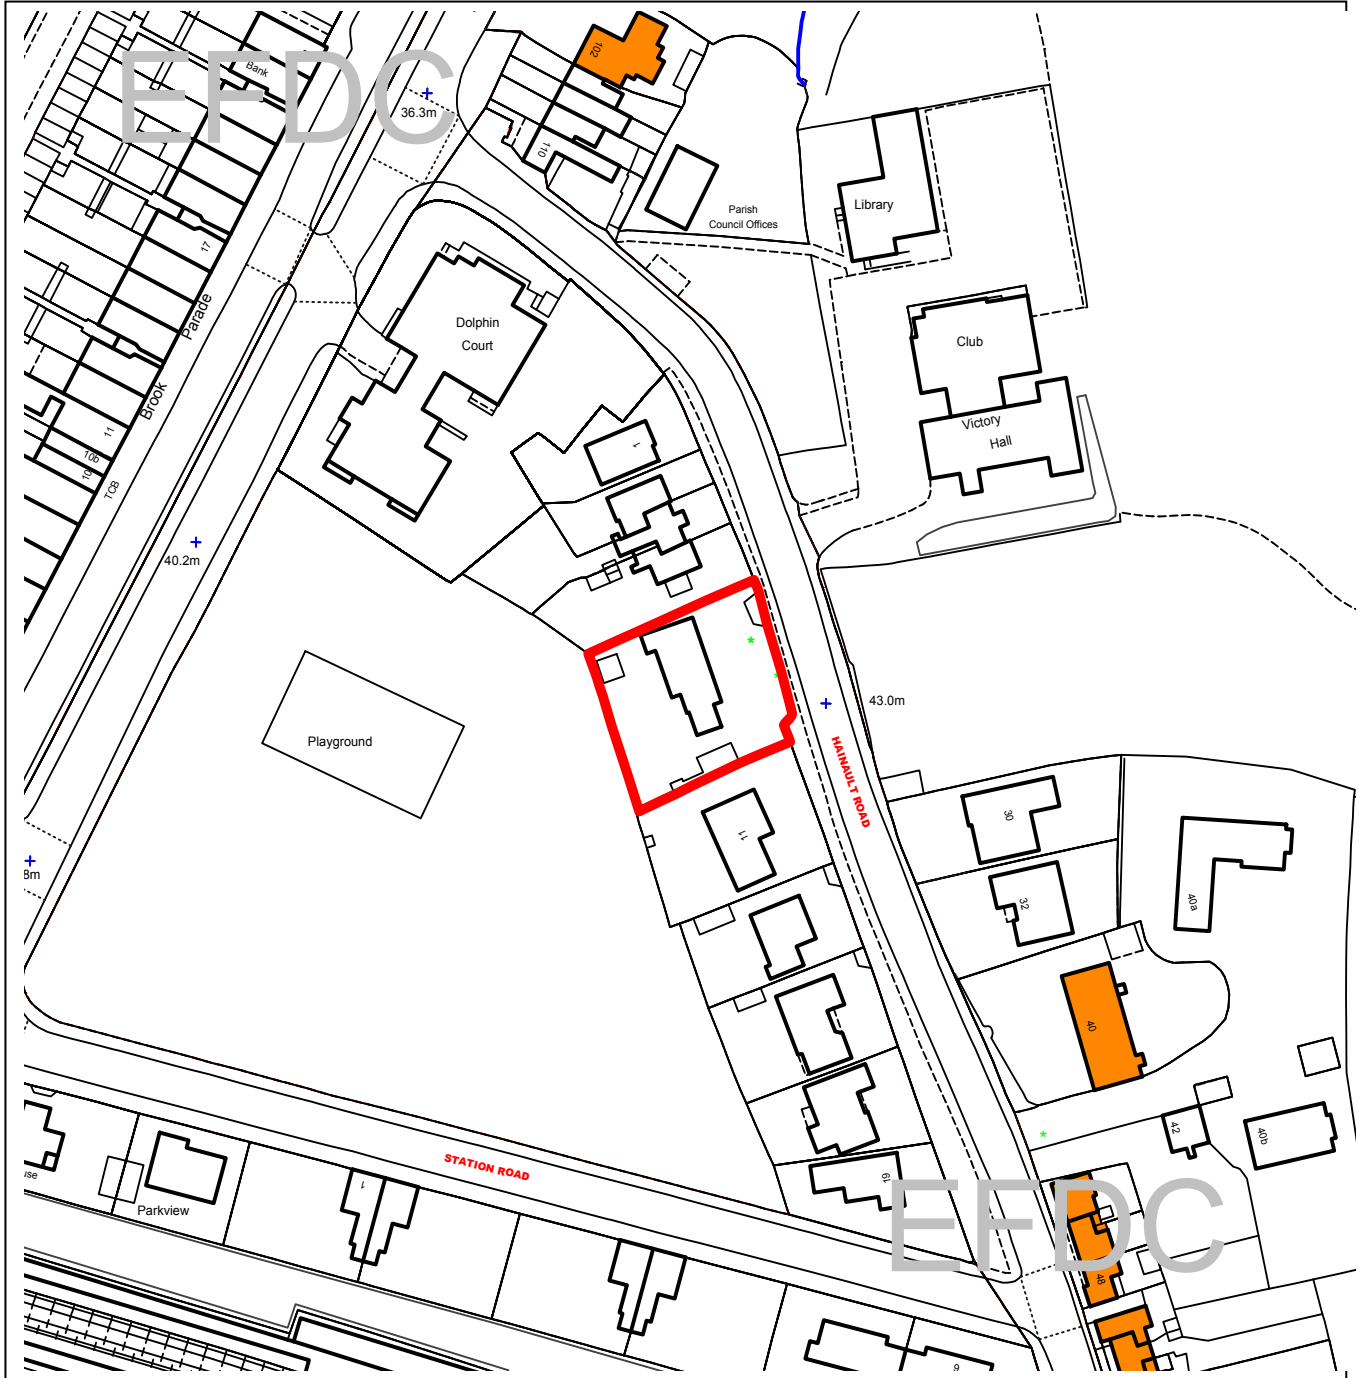 EFDC
Bank
102
36.3m
110
Parish
Council Offices
Library
17
Brook Parade
Dolphin
Court
Club
Victory
Hall
11
10b
10
TCB
1
40.2m
43.0m
Playground
HAINAULT ROAD
11
30
32
40a
8m
40
42
40b
STATION ROAD
use
Parkview
1
19
EFDC
48
9